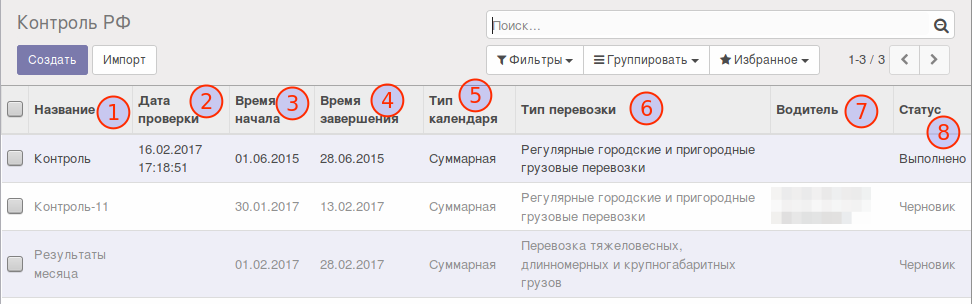 Контроль РФ
Поиск...
Создать Импорт Фильтры Группировать Избранное 1-3 / 3
Название 1 Дата проверки 2 Время начала 3 Время завершения 4 Тип календаря 5 Тип перевозки 6 Водитель 7 Статус 8
Контроль 16.02.2017 17:18:51 01.06.2015 28.06.2015 Суммарная Регулярные городские и пригородные грузовые перевозки Выполнено
Контроль-11 30.01.2017 13.02.2017 Суммарная Регулярные городские и пригородные грузовые перевозки Черновик
Результаты месяца 01.02.2017 28.02.2017 Суммарная Перевозка тяжеловесных, длинномерных и крупногабаритных грузов Черновик